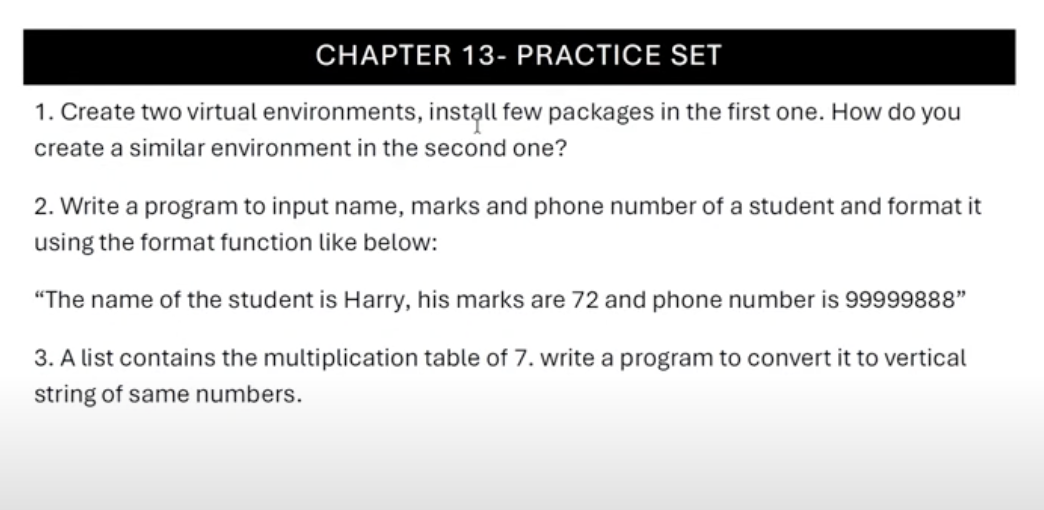 CHAPTER 13- PRACTICE SET
1. Create two virtual environments, install few packages in the first one. How do you
create a similar environment in the second one?
2. Write a program to input name, marks and phone number of a student and format it
using the format function like below:
“The name of the student is Harry, his marks are 72 and phone number is 99999888”
3. A list contains the multiplication table of 7. write a program to convert it to vertical
string of same numbers.